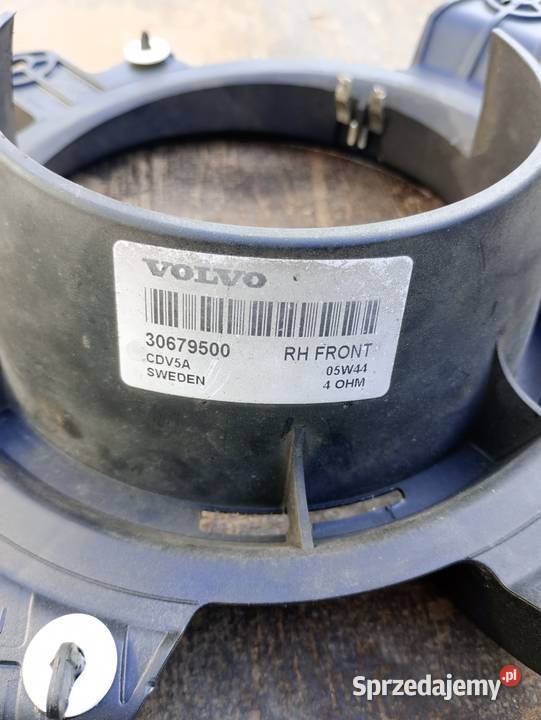 VOLVO
30679500 RH FRONT
CDV5A 05W44
SWEDEN 4 OHM
Sprzedajemy.pl